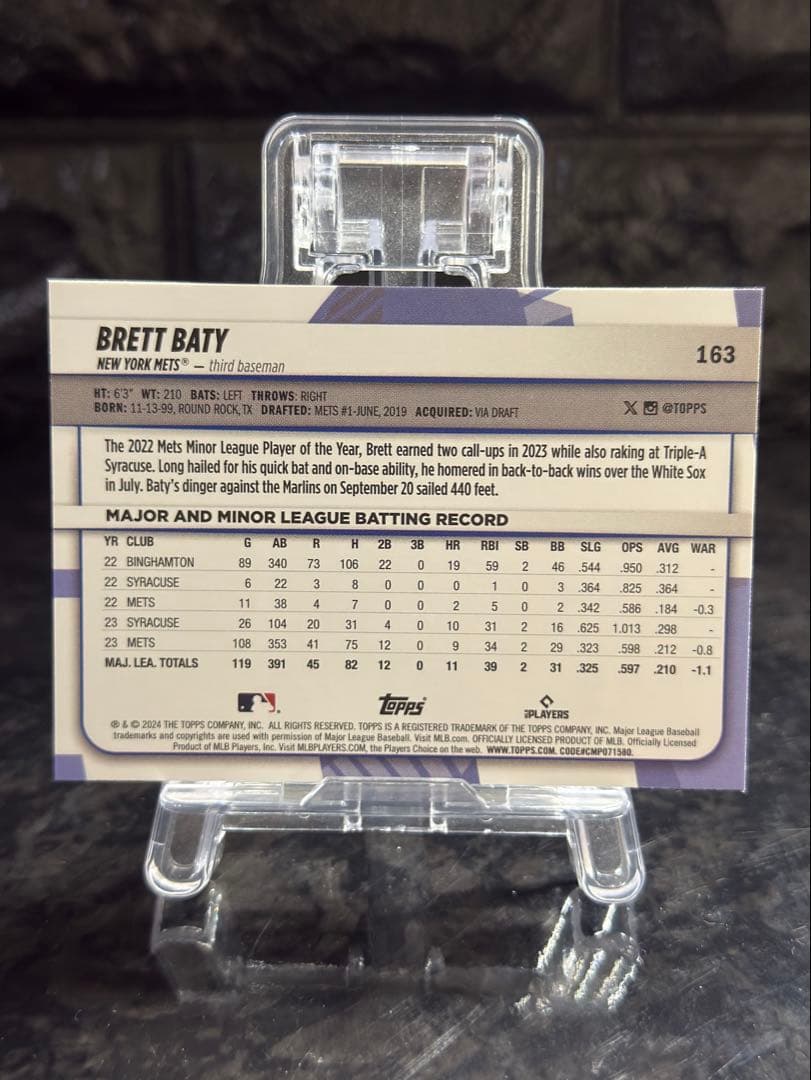 BRETT BATY
163
NEW YORK METS® — third baseman
HT: 6'3" WT: 210 BATS: LEFT THROWS: RIGHT
BORN: 11-13-99, ROUND ROCK, TX DRAFTED: METS #1-JUNE, 2019 ACQUIRED: VIA DRAFT
X @TOPPS
The 2022 Mets Minor League Player of the Year, Brett earned two call-ups in 2023 while also raking at Triple-A
Syracuse. Long hailed for his quick bat and on-base ability, he homered in back-to-back wins over the White Sox
in July. Baty's dinger against the Marlins on September 20 sailed 440 feet.
MAJOR AND MINOR LEAGUE BATTING RECORD
YR CLUB G AB R H 2B 3B HR RBI SB BB SLG OPS AVG WAR
22 BINGHAMTON 89 340 73 106 22 0 19 59 2 46 .544 .950 .312 -
22 SYRACUSE 6 22 3 8 0 0 0 1 0 3 .364 .825 .364 -
22 METS 11 38 4 7 0 0 2 5 0 2 .342 .586 .184 -0.3
23 SYRACUSE 26 104 20 31 4 0 10 31 2 16 .625 1.013 .298 -
23 METS 108 353 41 75 12 0 9 34 2 29 .323 .598 .212 -0.8
MAJ. LEA. TOTALS 119 391 45 82 12 0 11 39 2 31 .325 .597 .210 -1.1
Topps®
PLAYERS
® & © 2024 THE TOPPS COMPANY, INC. ALL RIGHTS RESERVED. TOPPS IS A REGISTERED TRADEMARK OF THE TOPPS COMPANY, INC. Major League Baseball
trademarks and copyrights are used with permission of Major League Baseball. Visit MLB.com. OFFICIALLY LICENSED PRODUCT OF MLB. Officially Licensed
Product of MLB Players, Inc. Visit MLBPLAYERS.COM, the Players Choice on the web. WWW.TOPPS.COM. CODE#CMP071580.